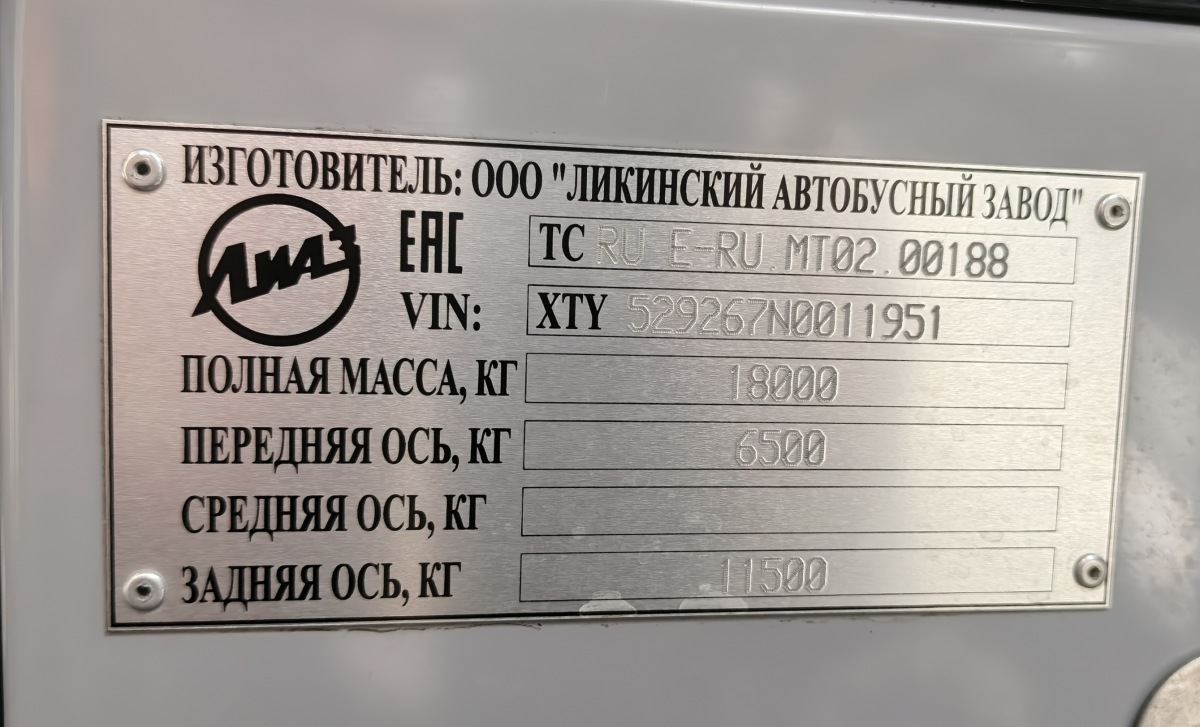 ИЗГОТОВИТЕЛЬ: ООО "ЛИКИНСКИЙ АВТОБУСНЫЙ ЗАВОД"
ЛиАЗ EAC ТС RU E-RU.MT02.00188
VIN: XTY 529267N0011951
ПОЛНАЯ МАССА, КГ 18000
ПЕРЕДНЯЯ ОСЬ, КГ 6500
СРЕДНЯЯ ОСЬ, КГ
ЗАДНЯЯ ОСЬ, КГ 11500